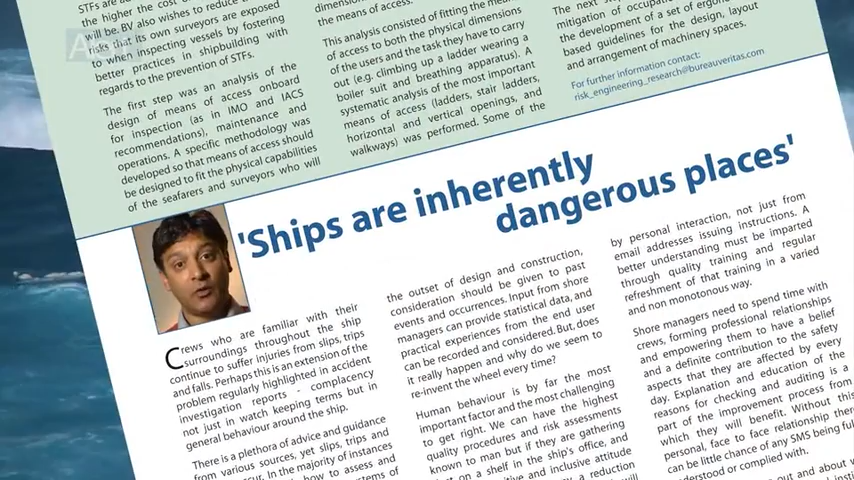 STFs are
the higher the cost
will be. BV also wishes to reduce
risks that its own surveyors are exposed
to when inspecting vessels by fostering
better practices in shipbuilding with
regards to the prevention of STFs.
The first step was an analysis of the
design of means of access onboard
for inspection (as in IMO and IACS
recommendations), maintenance and
operations. A specific methodology was
developed so that means of access should
be designed to fit the physical capabilities
of the seafarers and surveyors who will
the means of access.
This analysis consisted of fitting the means
of access to both the physical dimensions
of the users and the task they have to carry
out (e.g. climbing up a ladder wearing a
boiler suit and breathing apparatus). A
systematic analysis of the most important
means of access (ladders, stair ladders,
horizontal and vertical openings, and
walkways) was performed. Some of the
The next
mitigation of
the development of a set of
based guidelines for the design, layout
and arrangement of machinery spaces.
For further information contact:
risk_engineering_research@bureauveritas.com
'Ships are inherently
dangerous places'
Crews who are familiar with their
surroundings throughout the ship
continue to suffer injuries from slips, trips
and falls. Perhaps this is an extension of the
problem regularly highlighted in accident
investigation reports - complacency
not just in watch keeping terms but in
general behaviour around the ship.
There is a plethora of advice and guidance
from various sources, yet slips, trips and
In the majority of instances
how to assess and
the outset of design and construction,
consideration should be given to past
events and occurrences. Input from shore
managers can provide statistical data, and
practical experiences from the end user
can be recorded and considered. But, does
it really happen and why do we seem to
re-invent the wheel every time?
Human behaviour is by far the most
important factor and the most challenging
to get right. We can have the highest
quality procedures and risk assessments
known to man but if they are gathering
on a shelf in the ship's office, and
and inclusive attitude
a reduction
by personal interaction, not just from
email addresses issuing instructions. A
better understanding must be imparted
through quality training and regular
refreshment of that training in a varied
and non monotonous way.
Shore managers need to spend time with
crews, forming professional relationships
and empowering them to have a belief
and a definite contribution to the safety
aspects that they are affected by every
day. Explanation and education of the
reasons for checking and auditing is a
part of the improvement process from
which they will benefit. Without this
personal, face to face relationship
can be little chance of any SMS being
or complied with.
out and about